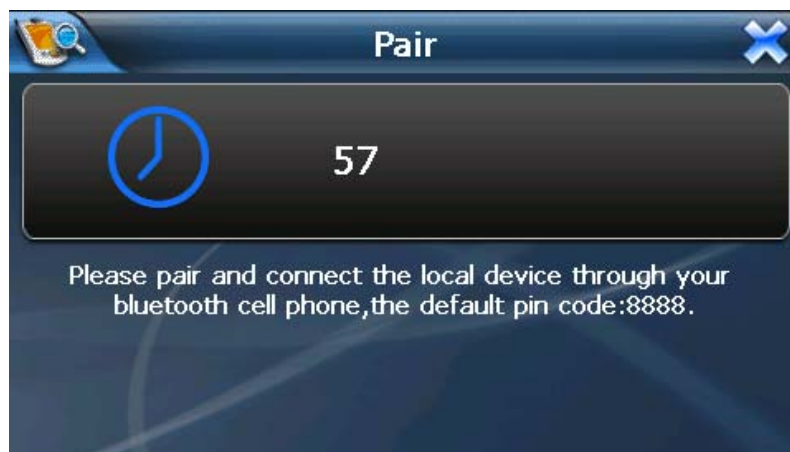 Pair
57
Please pair and connect the local device through your
bluetooth cell phone,the default pin code:8888.